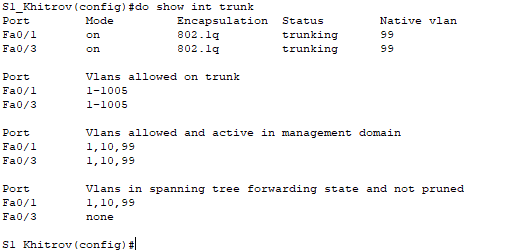 S1_Khitrov(config)#do show int trunk
Port        Mode         Encapsulation  Status        Native vlan
Fa0/1       on           802.1q         trunking      99
Fa0/3       on           802.1q         trunking      99
Port        Vlans allowed on trunk
Fa0/1       1-1005
Fa0/3       1-1005
Port        Vlans allowed and active in management domain
Fa0/1       1,10,99
Fa0/3       1,10,99
Port        Vlans in spanning tree forwarding state and not pruned
Fa0/1       1,10,99
Fa0/3       none
S1_Khitrov(config)#